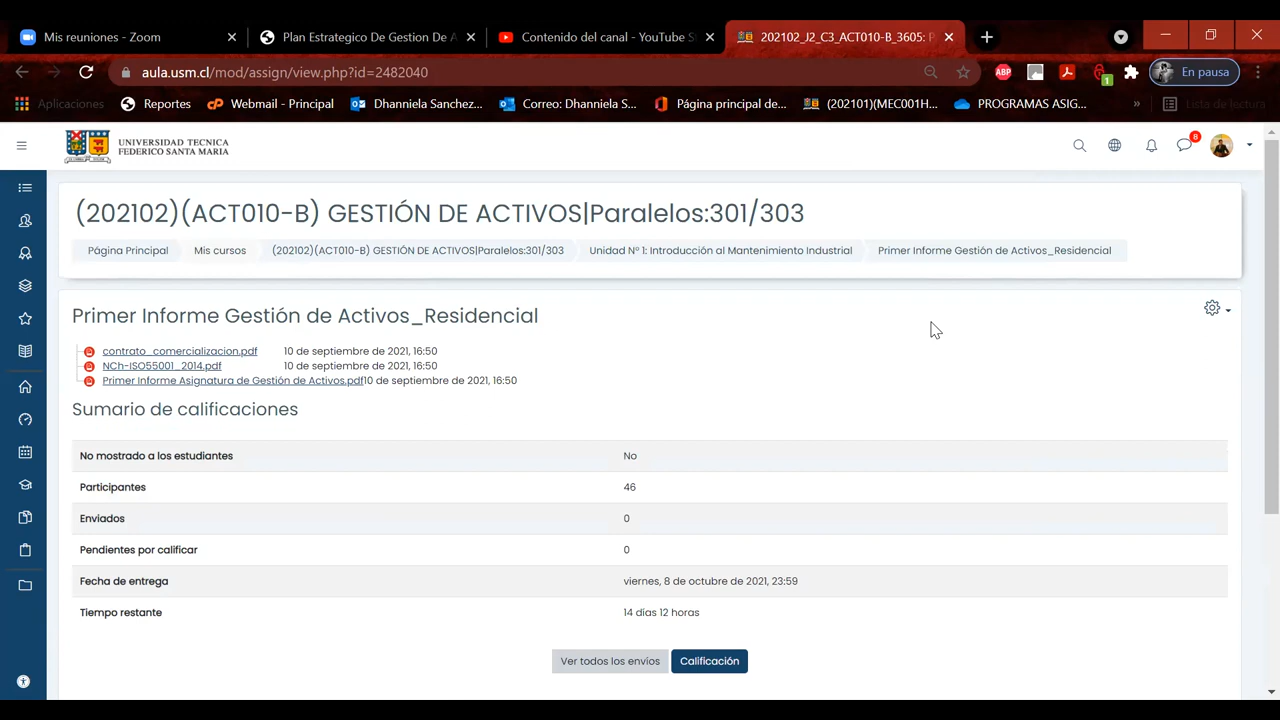 Mis reuniones - Zoom
Plan Estrategico De Gestion De A
Contenido del canal - YouTube S
202102_J2_C3_ACT010-B_3605: P
aula.usm.cl/mod/assign/view.php?id=2482040
ABP
1
En pausa
Aplicaciones
Reportes
Webmail - Principal
Dhanniela Sanchez...
Correo: Dhanniela S...
Página principal de...
(202101)(MEC001H...
PROGRAMAS ASIG...
»
Lista de lectura
UNIVERSIDAD TECNICA
FEDERICO SANTA MARIA
8
(202102)(ACT010-B) GESTIÓN DE ACTIVOS|Paralelos:301/303
Página Principal
Mis cursos
(202102)(ACT010-B) GESTIÓN DE ACTIVOS|Paralelos:301/303
Unidad Nº 1: Introducción al Mantenimiento Industrial
Primer Informe Gestión de Activos_Residencial
Primer Informe Gestión de Activos_Residencial
contrato_comercializacion.pdf 10 de septiembre de 2021, 16:50
NCh-ISO55001_2014.pdf 10 de septiembre de 2021, 16:50
Primer Informe Asignatura de Gestión de Activos.pdf10 de septiembre de 2021, 16:50
Sumario de calificaciones
No mostrado a los estudiantes No
Participantes 46
Enviados 0
Pendientes por calificar 0
Fecha de entrega viernes, 8 de octubre de 2021, 23:59
Tiempo restante 14 días 12 horas
Ver todos los envíos
Calificación